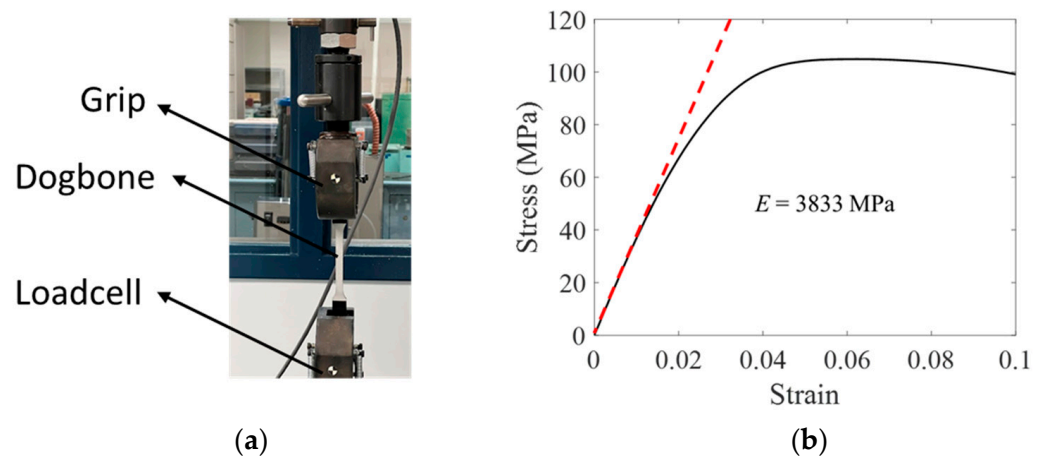 Grip
Dogbone
Loadcell
(a)
120
100
80
60
40
20
0
Stress (MPa)
E = 3833 MPa
0 0.02 0.04 0.06 0.08 0.1
Strain
(b)